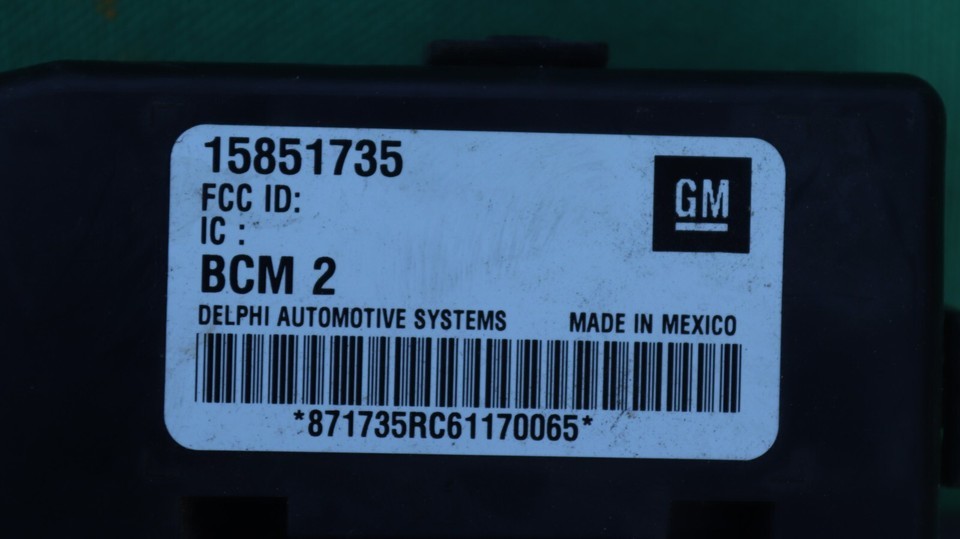 15851735
FCC ID:
IC :
GM
BCM 2
DELPHI AUTOMOTIVE SYSTEMS MADE IN MEXICO
*871735RC61170065*